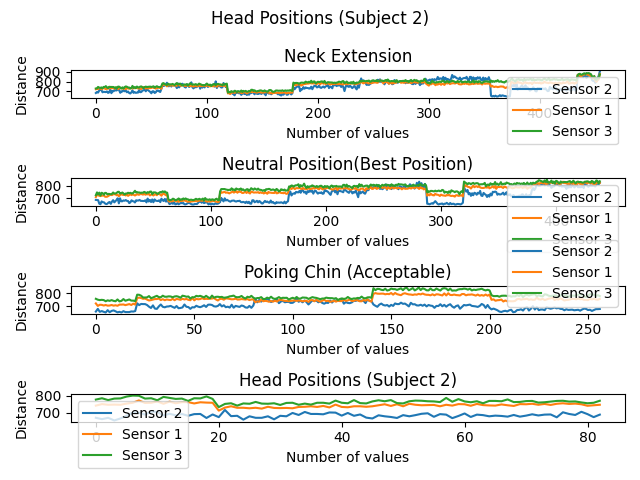 Head Positions (Subject 2)
Neck Extension
Distance
900
800
700
0 100 200 300 400
Number of values
Sensor 2
Sensor 1
Sensor 3
Neutral Position(Best Position)
Distance
800
700
0 100 200 300 400
Number of values
Sensor 2
Sensor 1
Sensor 3
Poking Chin (Acceptable)
Distance
800
700
0 50 100 150 200 250
Number of values
Sensor 2
Sensor 1
Sensor 3
Head Positions (Subject 2)
Distance
800
700
0 20 40 60 80
Number of values
Sensor 2
Sensor 1
Sensor 3